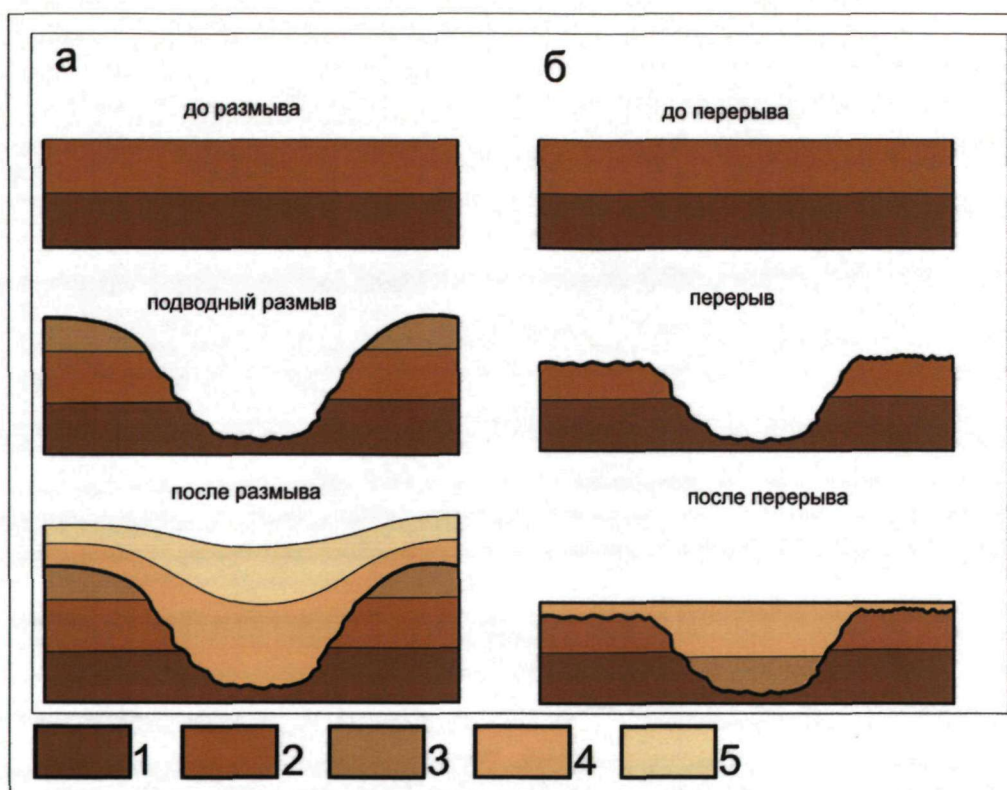 а
до размыва
подводный размыв
после размыва
б
до перерыва
перерыв
после перерыва
1 2 3 4 5